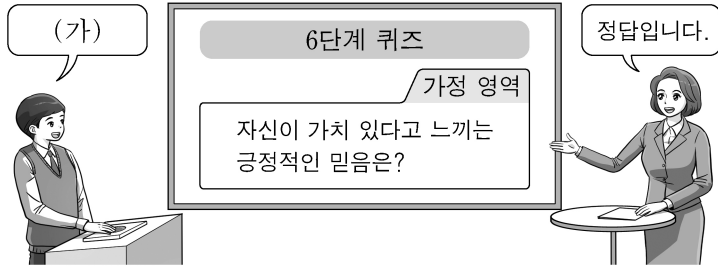 (가)
6단계 퀴즈
정답입니다.
가정 영역
자신이 가치 있다고 느끼는
긍정적인 믿음은?